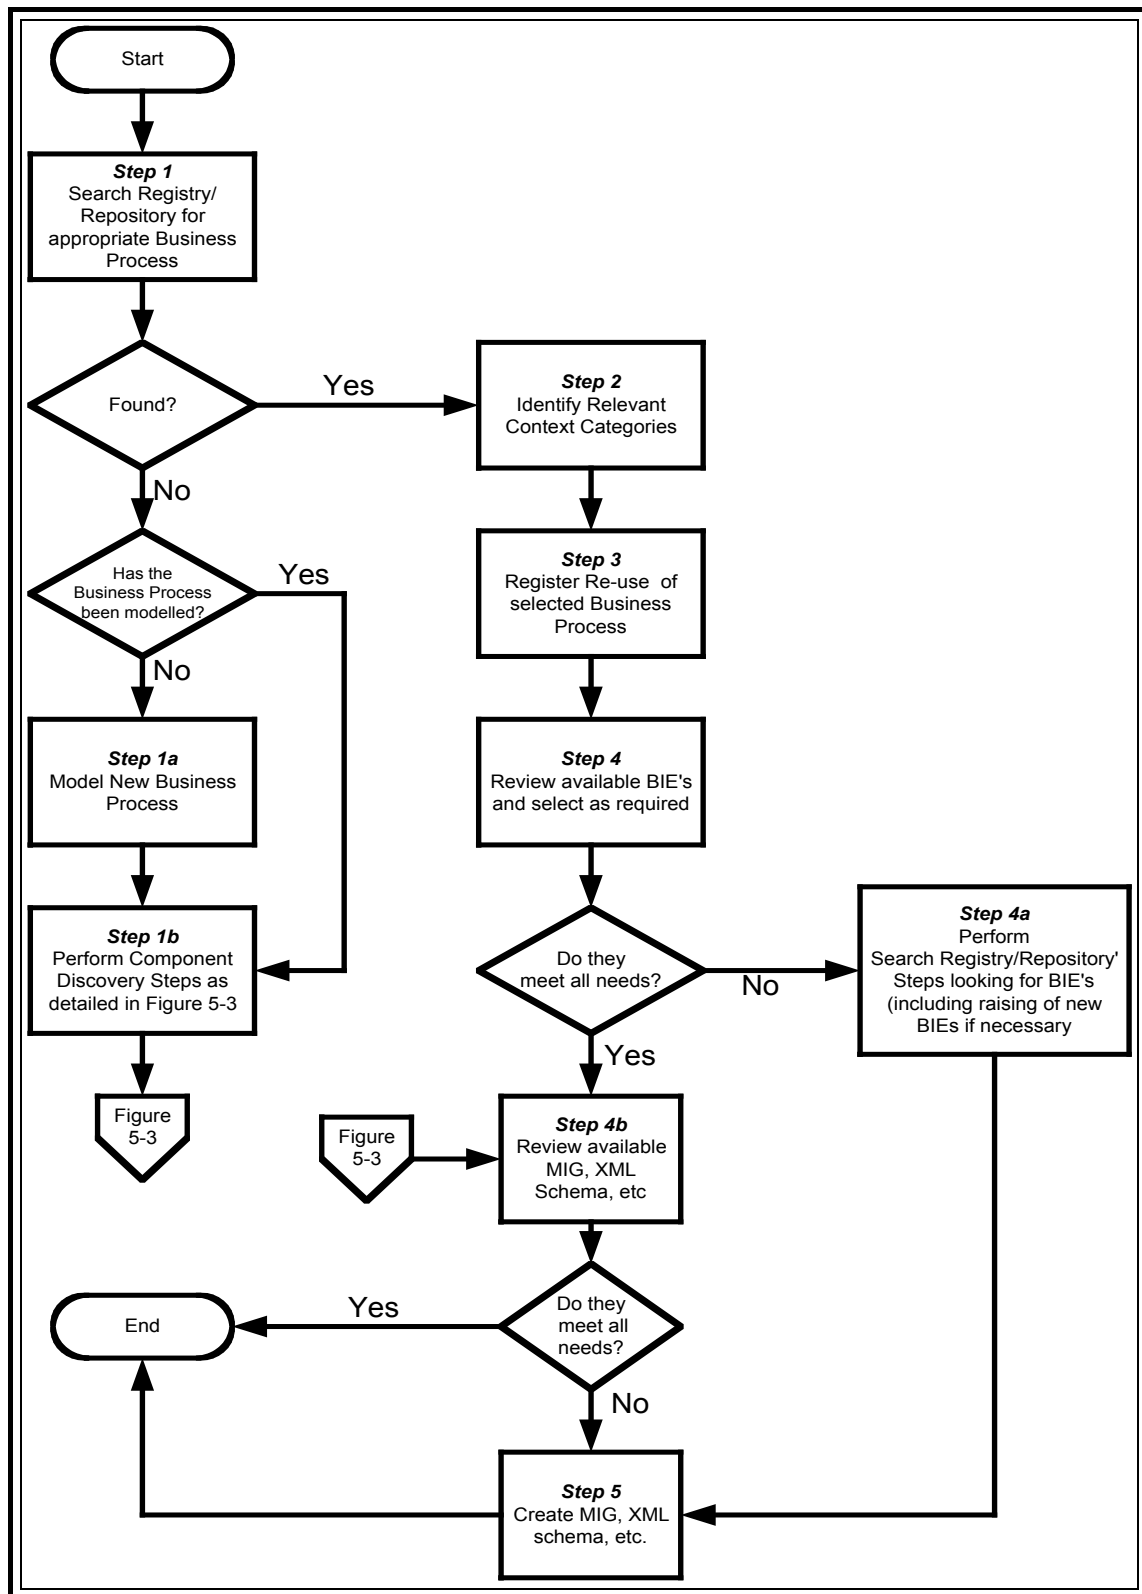 Start
Step 1
Search Registry/
Repository for
appropriate Business
Process
Found?
Yes
No
Step 2
Identify Relevant
Context Categories
Has the
Business Process
been modelled?
Yes
No
Step 3
Register Re-use of
selected Business
Process
Step 1a
Model New Business
Process
Step 4
Review available BIE's
and select as required
Step 1b
Perform Component
Discovery Steps as
detailed in Figure 5-3
Do they
meet all needs?
No
Yes
Step 4a
Perform
Search Registry/Repository'
Steps looking for BIE's
(including raising of new
BIEs if necessary
Figure
5-3
Figure
5-3
Step 4b
Review available
MIG, XML
Schema, etc
Do they
meet all
needs?
Yes
No
End
Step 5
Create MIG, XML
schema, etc.